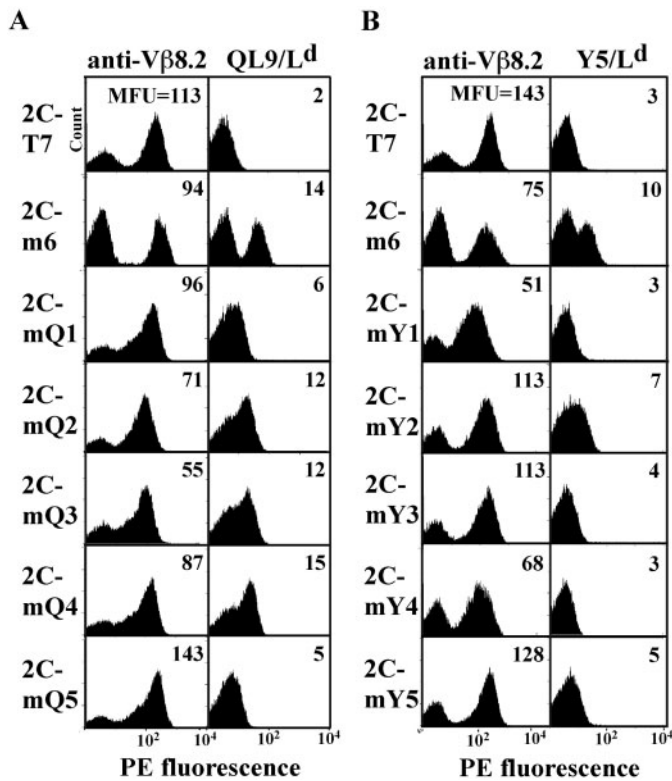 A
B
anti-Vβ8.2 QL9/Lᵈ
anti-Vβ8.2 Y5/Lᵈ
2C-
T7
Count
MFU=113
2
2C-
T7
MFU=143
3
2C-
m6
94
14
2C-
m6
75
10
2C-
mQ1
96
6
2C-
mY1
51
3
2C-
mQ2
71
12
2C-
mY2
113
7
2C-
mQ3
55
12
2C-
mY3
113
4
2C-
mQ4
87
15
2C-
mY4
68
3
2C-
mQ5
143
5
2C-
mY5
128
5
10² 10⁴ 10² 10⁴
10² 10⁴ 10² 10⁴
PE fluorescence
PE fluorescence